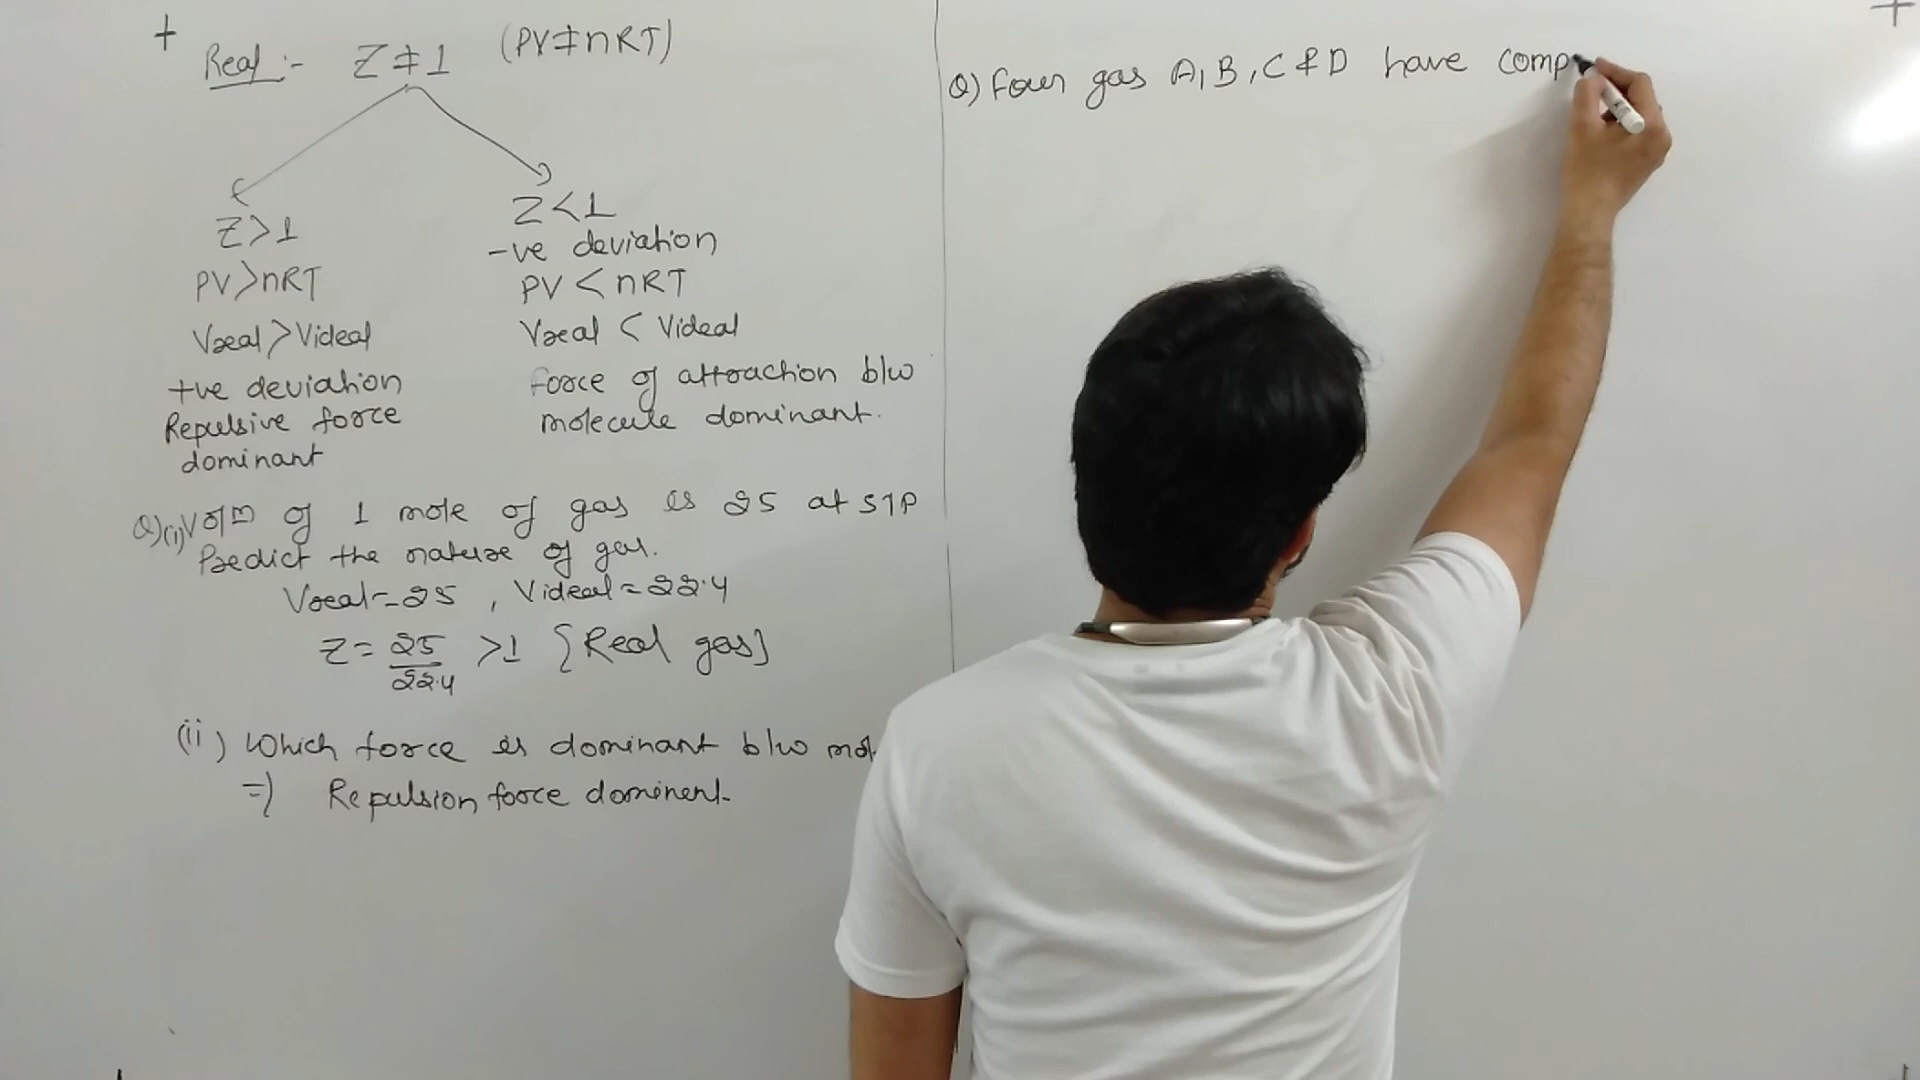 Real :- Z ≠ 1 (PV ≠ nRT)
Z > 1
PV > nRT
Vreal > Videal
+ve deviation
Repulsive force
dominant
Z < 1
-ve deviation
PV < nRT
Vreal < Videal
Force of attraction b/w
molecule dominant.
Q)(i) Vol^m of 1 mole of gas is 25 at STP
Predict the nature of gas.
Vreal = 25 , Videal = 22.4
Z = 25/22.4 > 1 {Real gas}
(ii) Which force is dominant b/w mol
=) Repulsion force dominent.
Q) Four gas A, B, C & D have comp